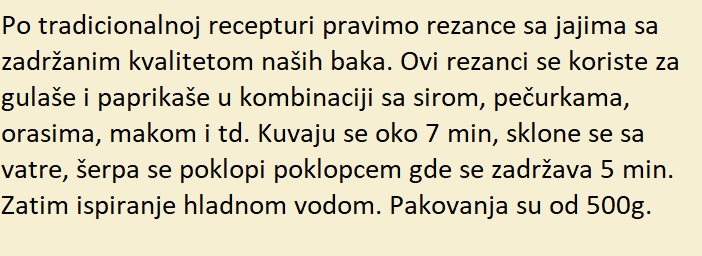 Po tradicionalnoj recepturi pravimo rezance sa jajima sa
zadržanim kvalitetom naših baka. Ovi rezanci se koriste za
gulaše i paprikaše u kombinaciji sa sirom, pečurkama,
orasima, makom i td. Kuvaju se oko 7 min, sklone se sa
vatre, šerpa se poklopi poklopcem gde se zadržava 5 min.
Zatim ispiranje hladnom vodom. Pakovanja su od 500g.